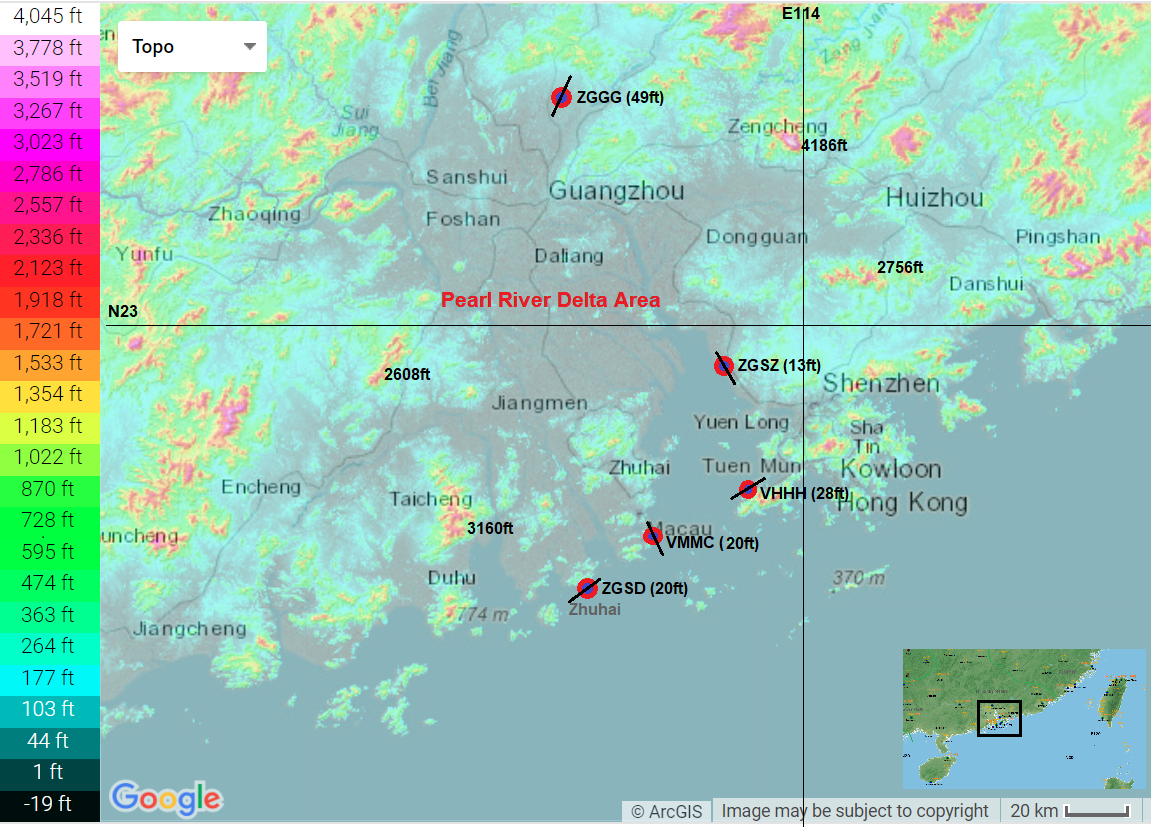 4,045 ft
3,778 ft
3,519 ft
3,267 ft
3,023 ft
2,786 ft
2,557 ft
2,336 ft
2,123 ft
1,918 ft
1,721 ft
1,533 ft
1,354 ft
1,183 ft
1,022 ft
870 ft
728 ft
595 ft
474 ft
363 ft
264 ft
177 ft
103 ft
44 ft
1 ft
-19 ft
Topo
E114
Bei Jiang
Zeng Jiang
ZGGG (49ft)
Sui
Jiang
Zengcheng
4186ft
Sanshui
Guangzhou
Huizhou
Zhaoqing
Foshan
Dongguan
Pingshan
Yunfu
Daliang
2756ft
Danshui
Pearl River Delta Area
N23
ZGSZ (13ft)
2608ft
Shenzhen
Jiangmen
Yuen Long
Sha
Tin
Zhuhai
Tuen Mun
Kowloon
Encheng
VHHH (28ft)
Hong Kong
Taicheng
3160ft
Macau
uncheng
VMMC (20ft)
Duhu
370 m
ZGSD (20ft)
Zhuhai
774 m
Jiangcheng
Google
© ArcGIS
Image may be subject to copyright
20 km